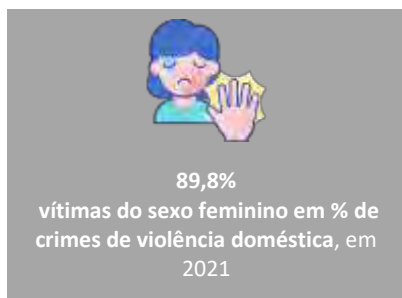 89,8%
vítimas do sexo feminino em % de
crimes de violência doméstica, em
2021